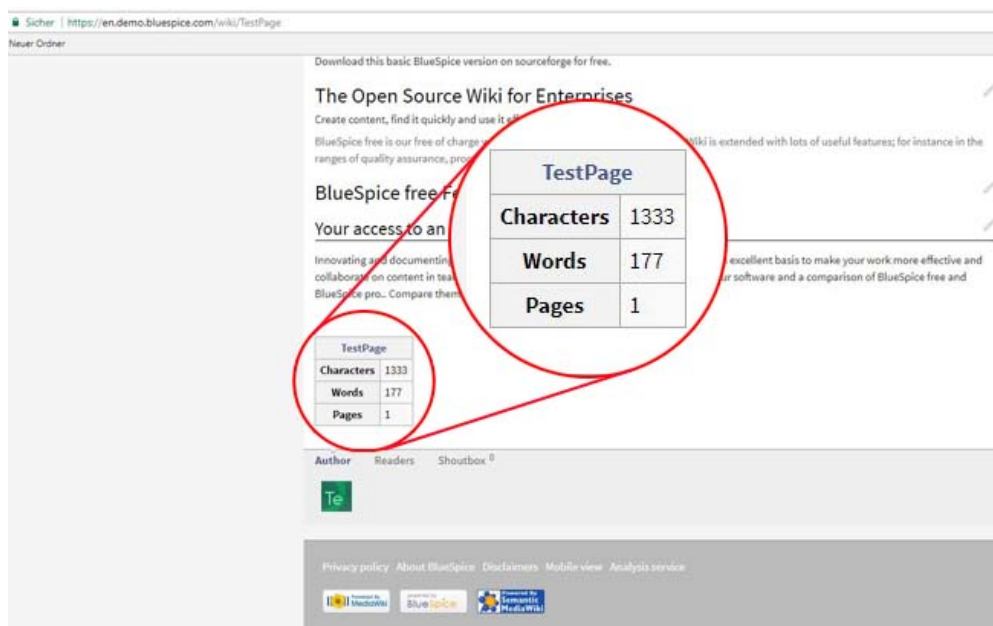 Sicher | https://en.demo.bluespice.com/wiki/TestPage
Neuer Ordner
Download this basic BlueSpice version on sourceforge for free.
The Open Source Wiki for Enterprises
Create content, find it quickly and use it
BlueSpice free is our free of charge Wiki is extended with lots of useful features; for instance in the
ranges of quality assurance,
BlueSpice free
Your access to an
Innovating and documenting excellent basis to make your work more effective and
collaborate on content in software and a comparison of BlueSpice free and
BlueSpice pro.. Compare
TestPage
Characters 1333
Words 177
Pages 1
TestPage
Characters 1333
Words 177
Pages 1
Author Readers Shoutbox 0
Te
Privacy policy About BlueSpice Disclaimers Mobile view Analysis service
Powered By MediaWiki
powered by BlueSpice
Powered By Semantic MediaWiki